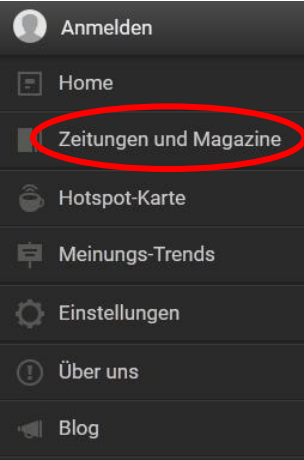 Anmelden
Home
Zeitungen und Magazine
Hotspot-Karte
Meinungs-Trends
Einstellungen
Über uns
Blog